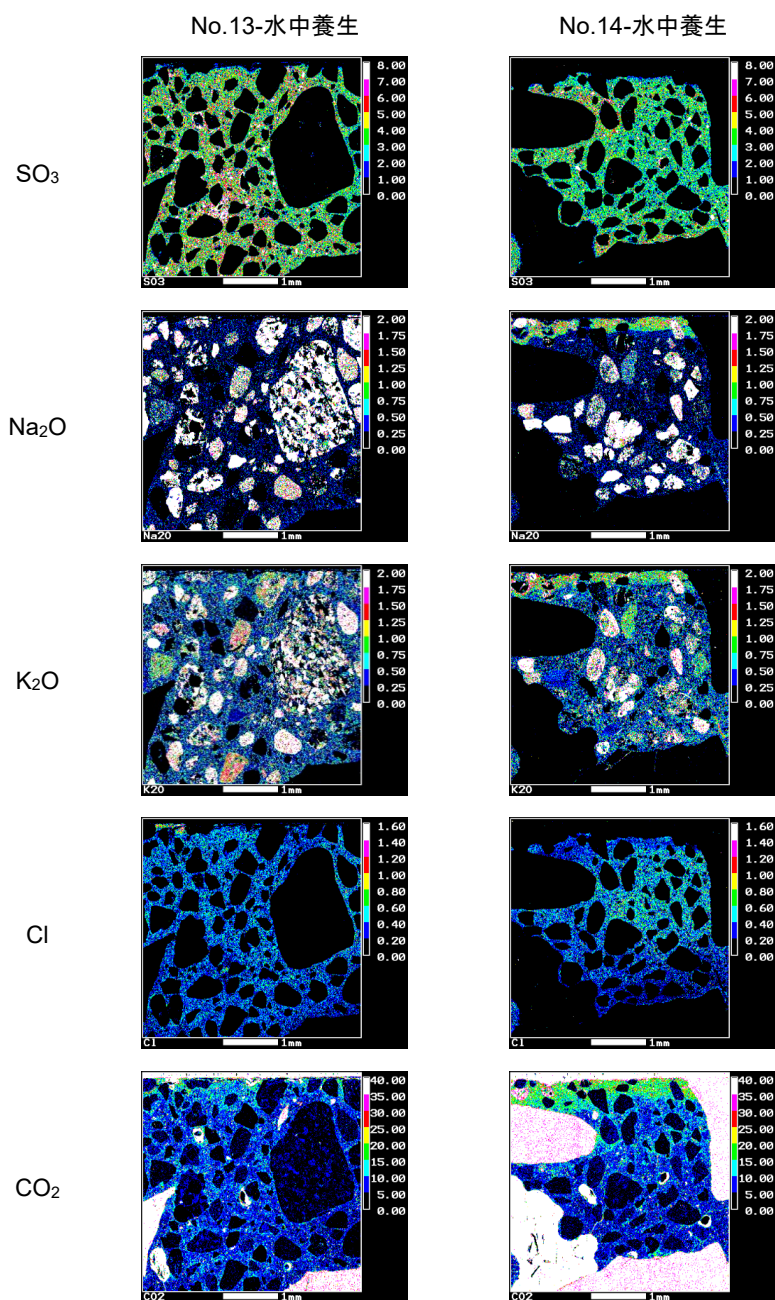 No.13-水中養生 No.14-水中養生
SO₃
8.00 7.00 6.00 5.00 4.00 3.00 2.00 1.00 0.00
SO3 1mm
8.00 7.00 6.00 5.00 4.00 3.00 2.00 1.00 0.00
SO3 1mm
Na₂O
2.00 1.75 1.50 1.25 1.00 0.75 0.50 0.25 0.00
Na2O 1mm
2.00 1.75 1.50 1.25 1.00 0.75 0.50 0.25 0.00
Na2O 1mm
K₂O
2.00 1.75 1.50 1.25 1.00 0.75 0.50 0.25 0.00
K2O 1mm
2.00 1.75 1.50 1.25 1.00 0.75 0.50 0.25 0.00
K2O 1mm
Cl
1.60 1.40 1.20 1.00 0.80 0.60 0.40 0.20 0.00
Cl 1mm
1.60 1.40 1.20 1.00 0.80 0.60 0.40 0.20 0.00
Cl 1mm
CO₂
40.00 35.00 30.00 25.00 20.00 15.00 10.00 5.00 0.00
CO2 1mm
40.00 35.00 30.00 25.00 20.00 15.00 10.00 5.00 0.00
CO2 1mm